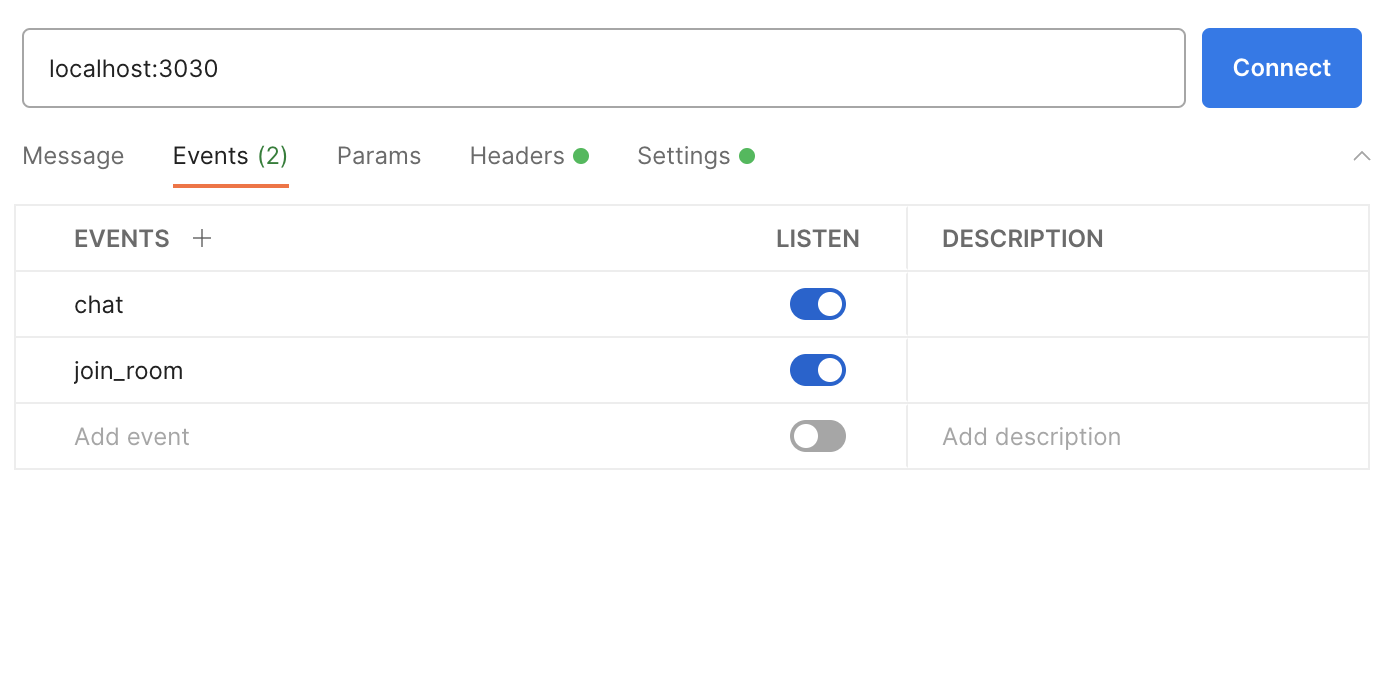 localhost:3030 Connect
Message Events (2) Params Headers Settings
EVENTS + LISTEN DESCRIPTION
chat
join_room
Add event Add description